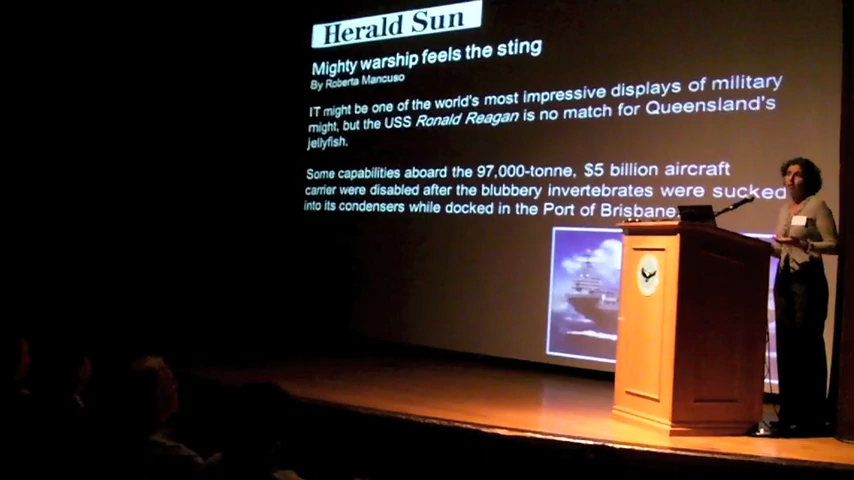 Herald Sun
Mighty warship feels the sting
By Roberta Mancuso
IT might be one of the world's most impressive displays of military
might, but the USS Ronald Reagan is no match for Queensland's
jellyfish.
Some capabilities aboard the 97,000-tonne, $5 billion aircraft
carrier were disabled after the blubbery invertebrates were sucked
into its condensers while docked in the Port of Brisbane.